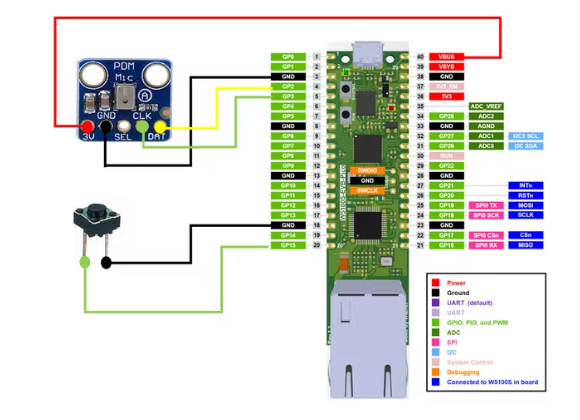 PDM
Mic
A
GND CLK
3V SEL DAT
GP0 1
GP1 2
GND 3
GP2 4
GP3 5
GP4 6
GP5 7
GND 8
GP6 9
GP7 10
GP8 11
GP9 12
GND 13
GP10 14
GP11 15
GP12 16
GP13 17
GND 18
GP14 19
GP15 20
SWDIO
GND
SWCLK
W5100S-EVB-Pico
40 VBUS
39 VSYS
38 GND
37 3V3_EN
36 3V3
35 ADC_VREF
34 GP28 ADC2
33 GND AGND
32 GP27 ADC1 I2C1 SCL
31 GP26 ADC0 I2C1 SDA
30 RUN
29 GP22
28 GND
27 GP21 INTn
26 GP20 RSTn
25 GP19 SPI0 TX MOSI
24 GP18 SPI0 SCK SCLK
23 GND
22 GP17 SPI0 CSn CSn
21 GP16 SPI0 RX MISO
Power
Ground
UART (default)
UART
GPIO, PIO, and PWM
ADC
SPI
I2C
System Control
Debugging
Connected to W5100S in board